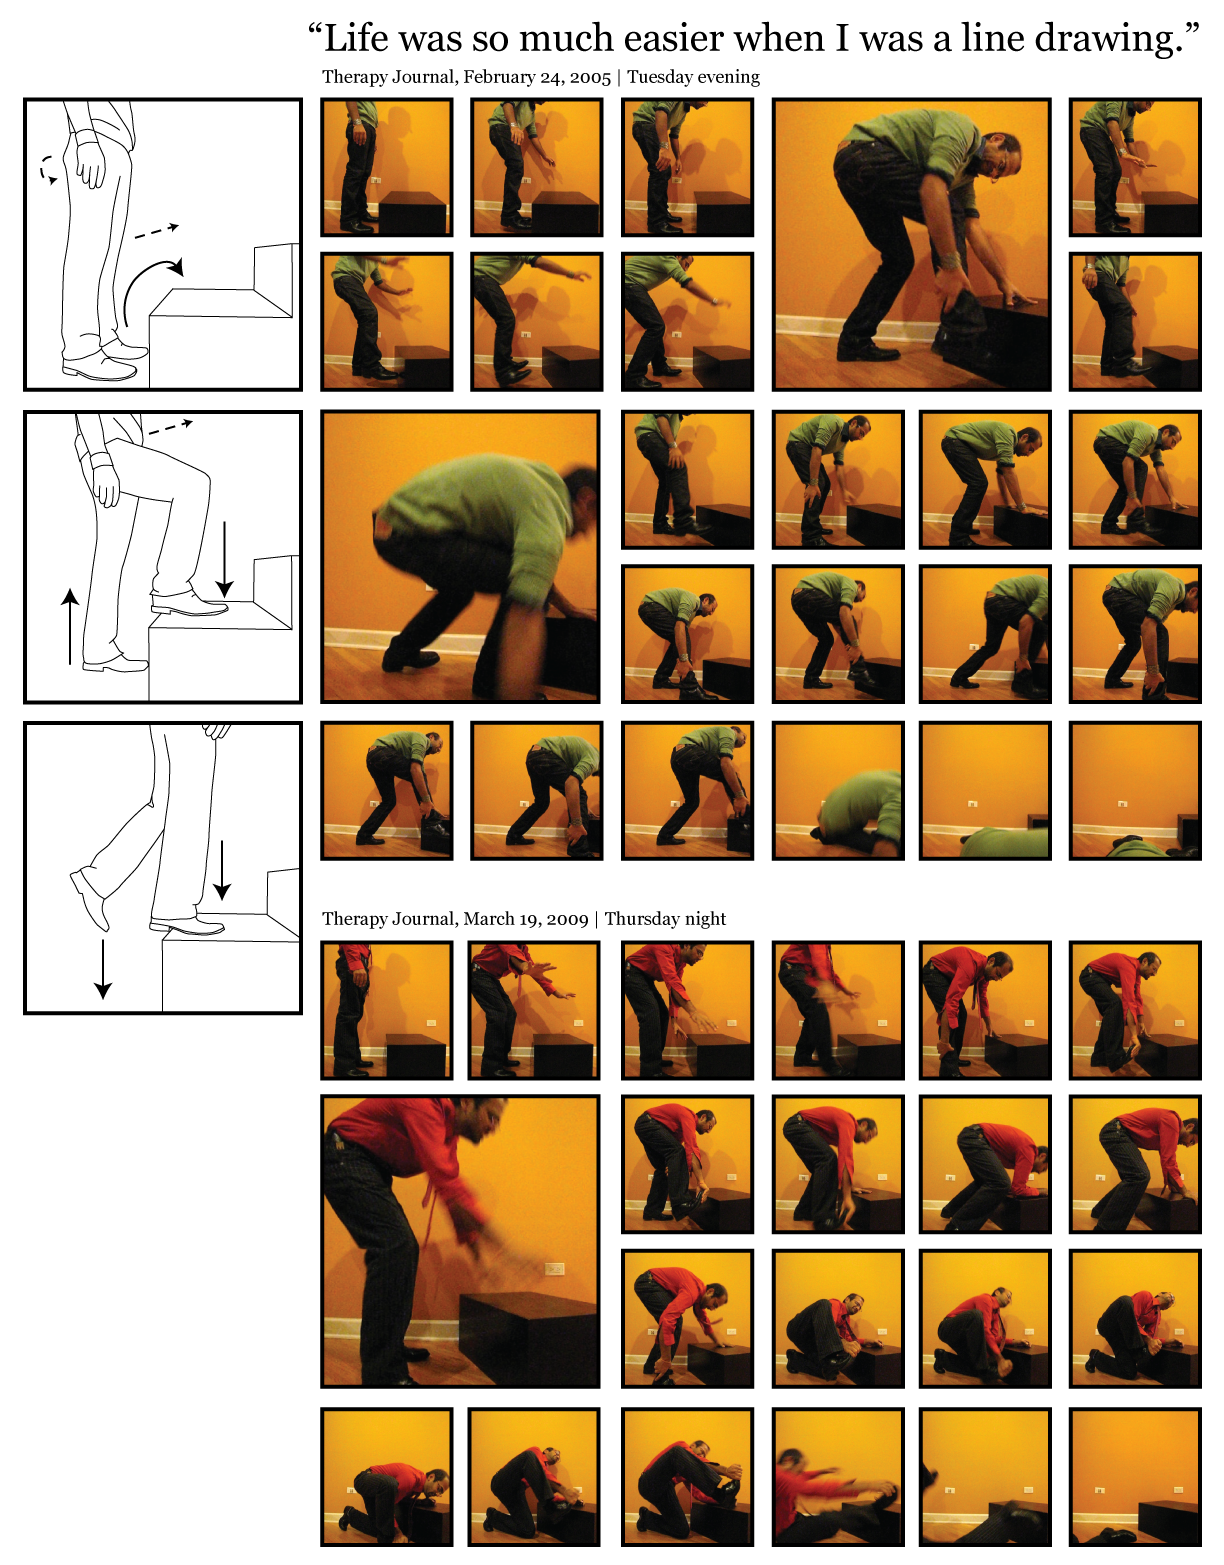 “Life was so much easier when I was a line drawing.”
Therapy Journal, February 24, 2005 | Tuesday evening
Therapy Journal, March 19, 2009 | Thursday night